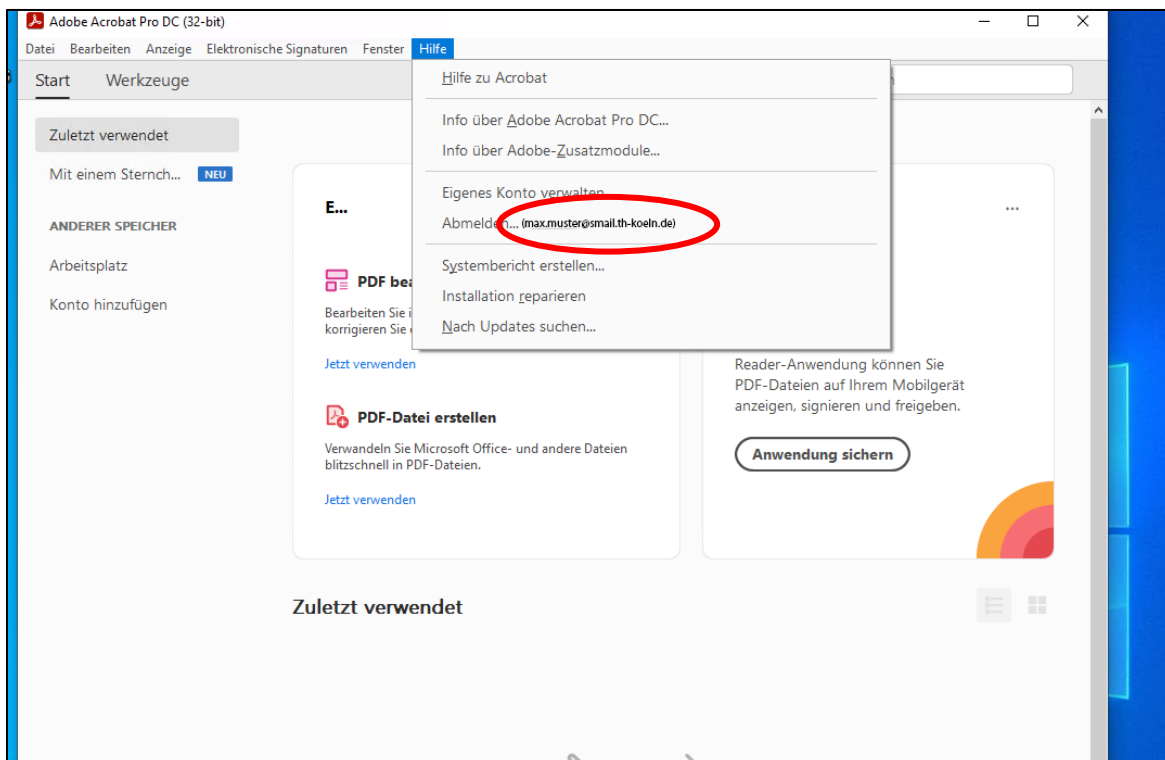 Adobe Acrobat Pro DC (32-bit)
Datei Bearbeiten Anzeige Elektronische Signaturen Fenster Hilfe
Start Werkzeuge
Hilfe zu Acrobat
Info über Adobe Acrobat Pro DC...
Info über Adobe-Zusatzmodule...
Eigenes Konto verwalten
Abmelden... (max.muster@smail.th-koeln.de)
Systembericht erstellen...
Installation reparieren
Nach Updates suchen...
Zuletzt verwendet
Mit einem Sternch... NEU
ANDERER SPEICHER
Arbeitsplatz
Konto hinzufügen
E...
...
PDF bea
Bearbeiten Sie i
korrigieren Sie
Jetzt verwenden
PDF-Datei erstellen
Verwandeln Sie Microsoft Office- und andere Dateien
blitzschnell in PDF-Dateien.
Jetzt verwenden
Reader-Anwendung können Sie
PDF-Dateien auf Ihrem Mobilgerät
anzeigen, signieren und freigeben.
Anwendung sichern
Zuletzt verwendet